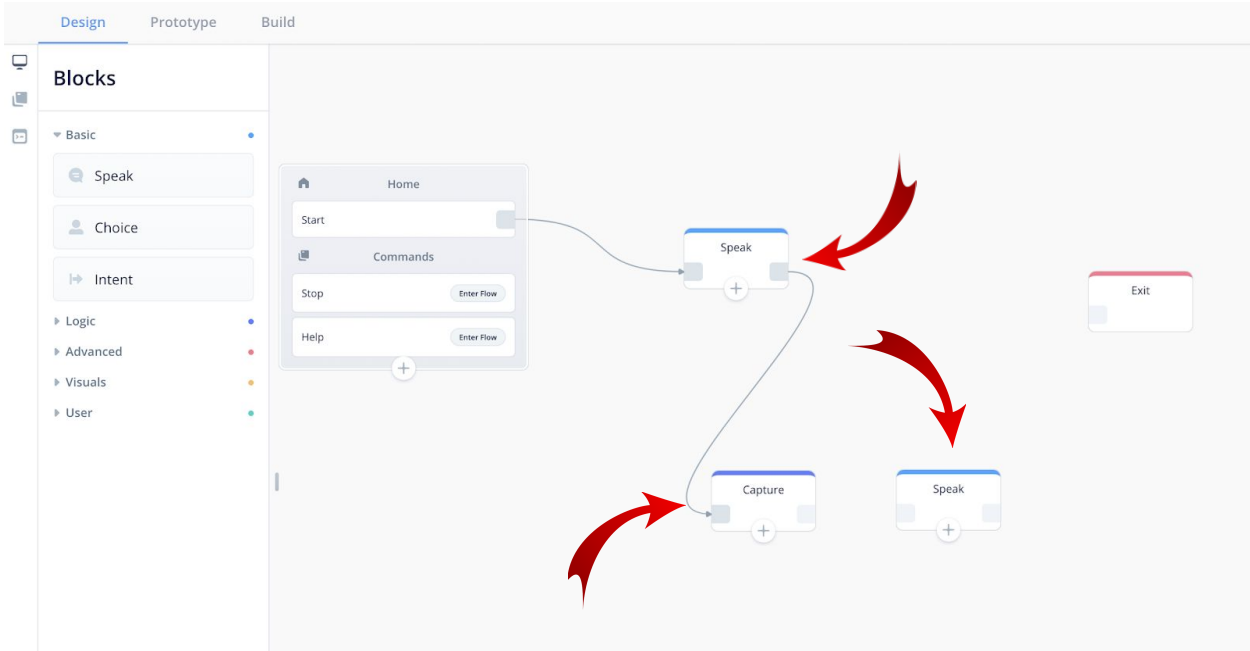 Design Prototype Build
Blocks
Basic
Speak
Choice
Intent
Logic
Advanced
Visuals
User
Home
Start
Commands
Stop Enter Flow
Help Enter Flow
Speak
Exit
Capture
Speak